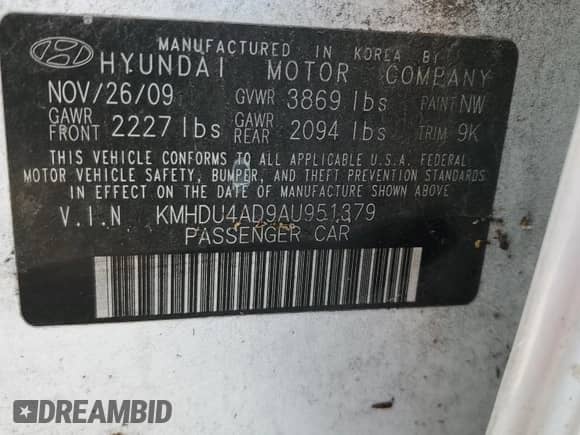 MANUFACTURED IN KOREA BY
HYUNDAI MOTOR COMPANY
NOV/26/09 GVWR 3869 lbs PAINT NW
GAWR FRONT 2227 lbs GAWR REAR 2094 lbs TRIM 9K
THIS VEHICLE CONFORMS TO ALL APPLICABLE U.S.A. FEDERAL
MOTOR VEHICLE SAFETY, BUMPER, AND THEFT PREVENTION STANDARDS
IN EFFECT ON THE DATE OF MANUFACTURE SHOWN ABOVE.
V.I.N KMHDU4AD9AU951379
PASSENGER CAR
DREAMBID